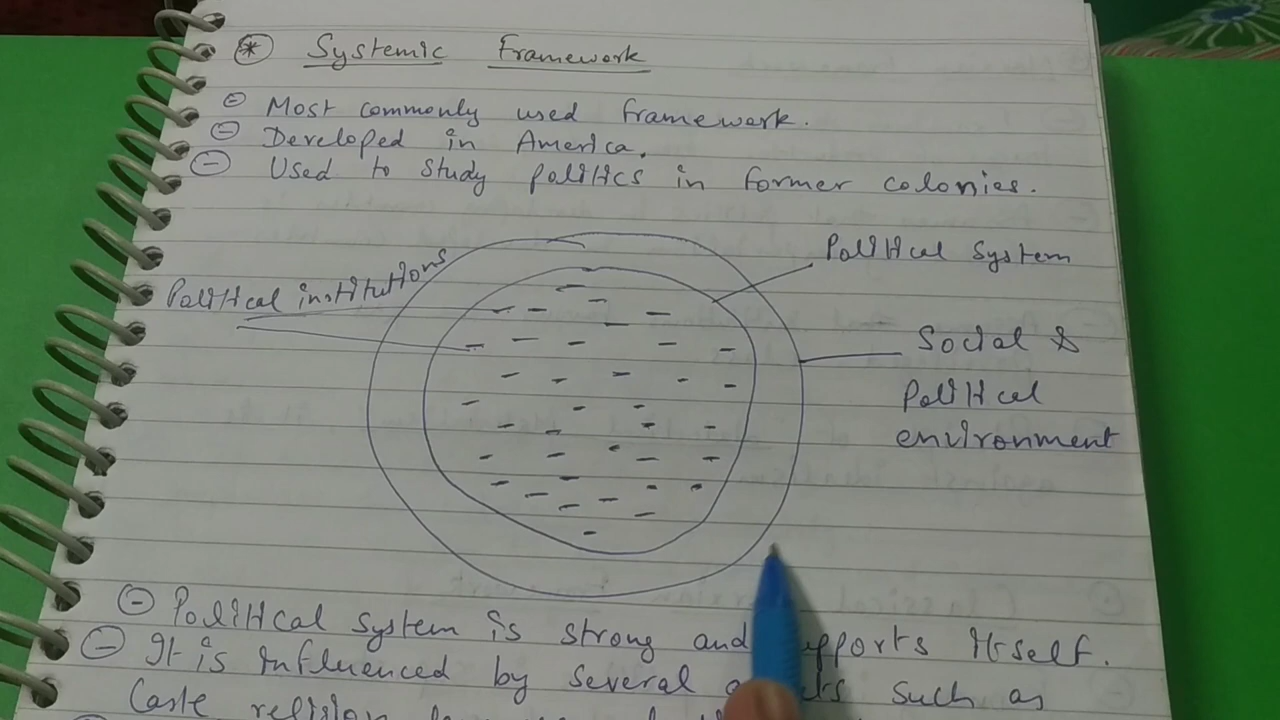 * Systemic Framework
Most commonly used framework.
Developed in America.
Used to study politics in former colonies.
Political institutions
Political System
Social &
Political
environment
Political system is strong and supports itself.
It is influenced by several such as
Caste religion